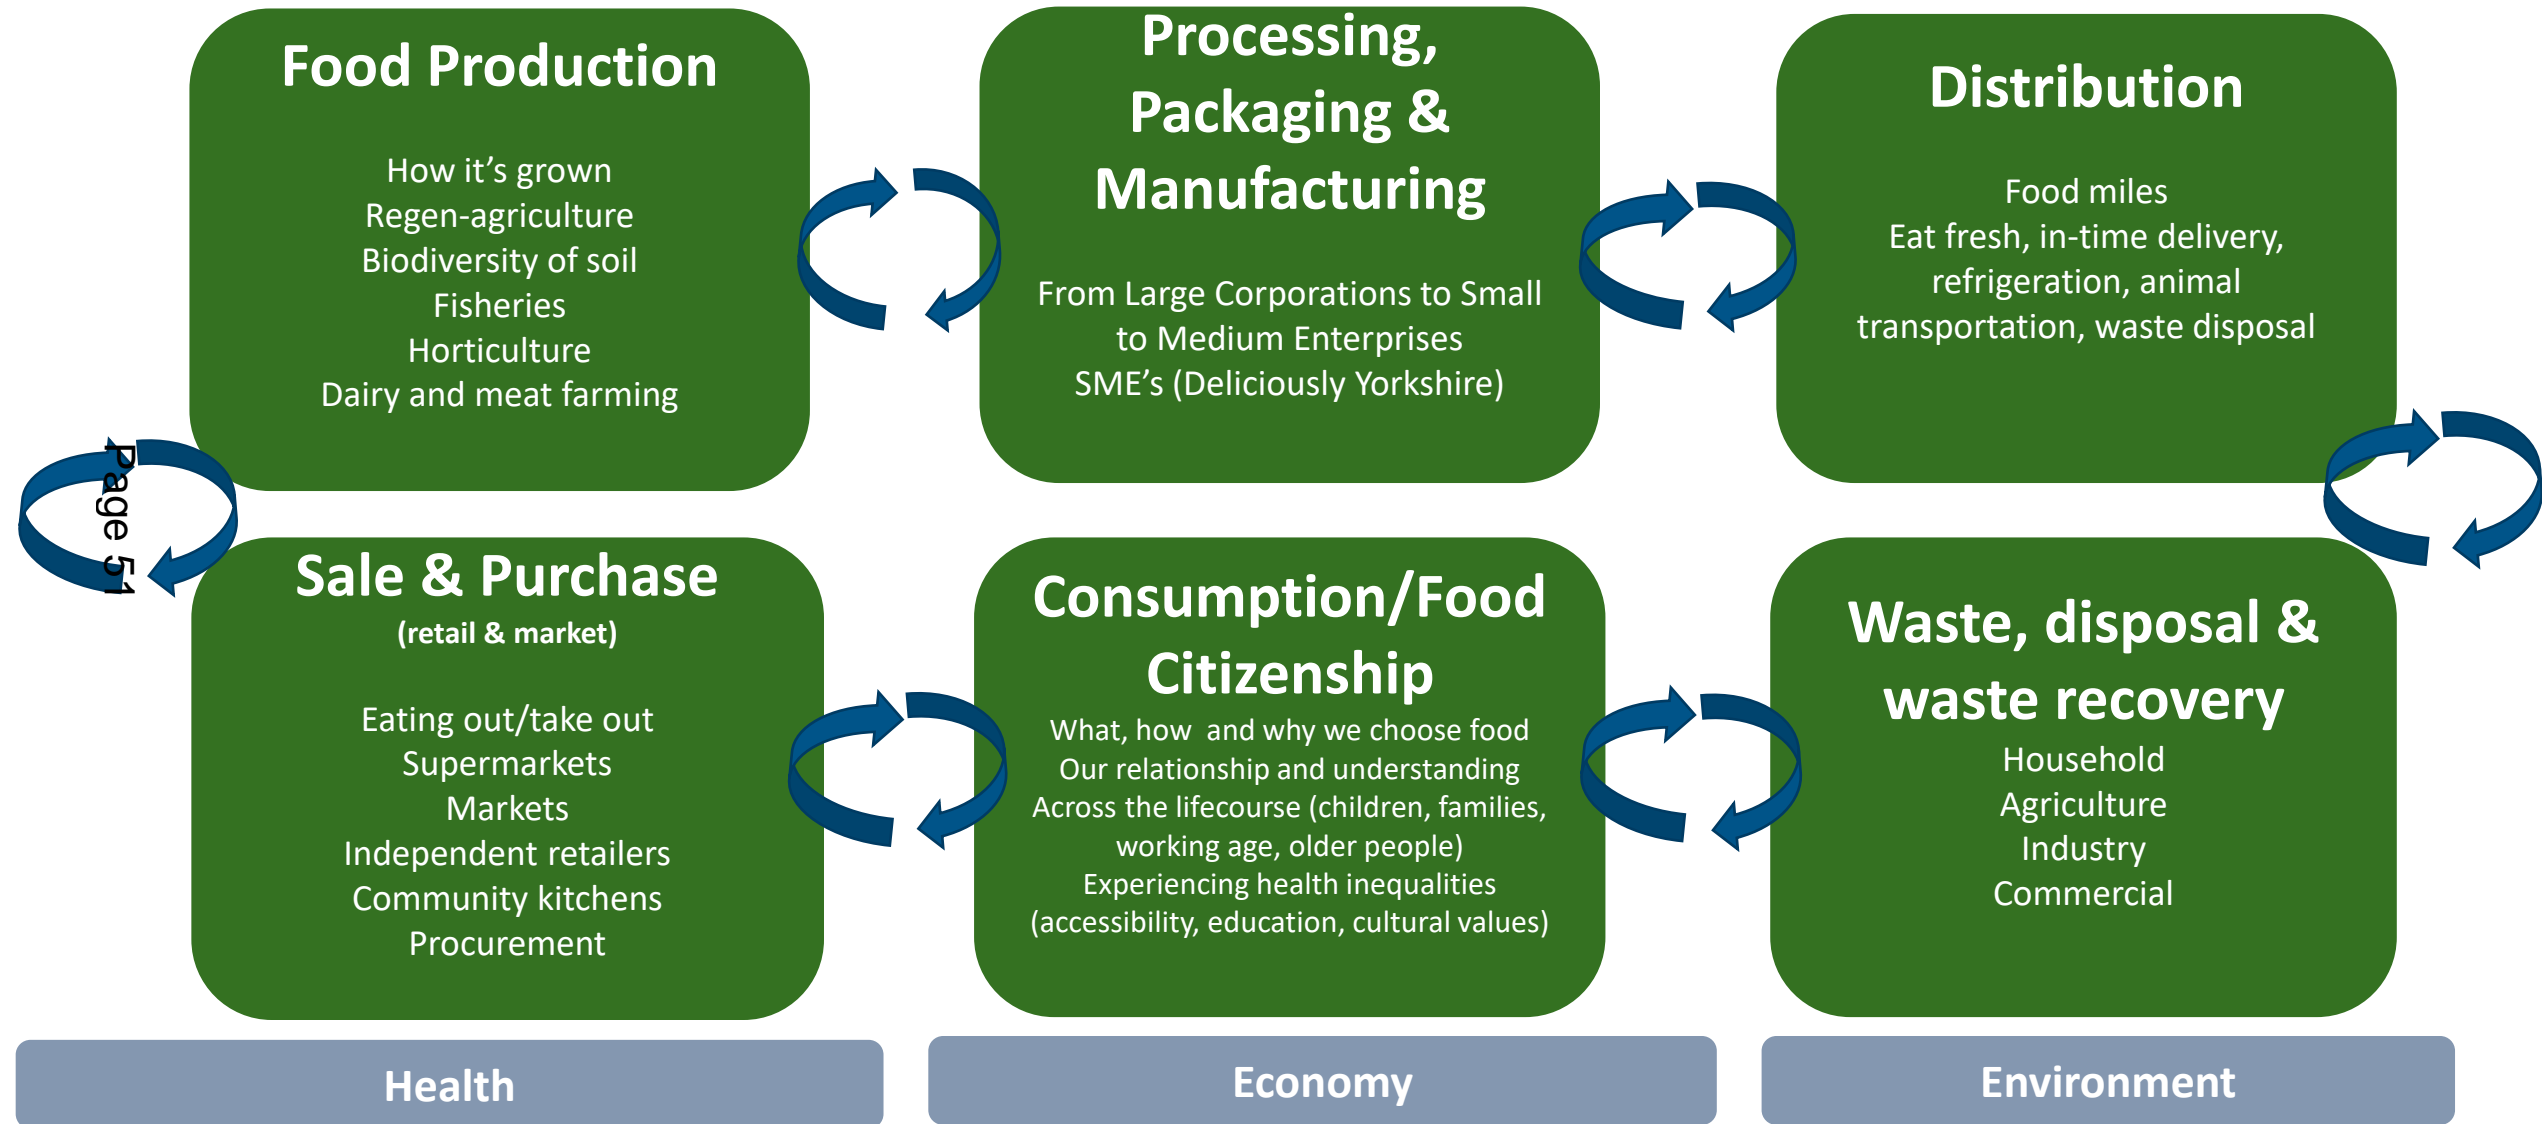 Food Production
How it’s grown
Regen-agriculture
Biodiversity of soil
Fisheries
Horticulture
Dairy and meat farming
Processing,
Packaging &
Manufacturing
From Large Corporations to Small
to Medium Enterprises
SME’s (Deliciously Yorkshire)
Distribution
Food miles
Eat fresh, in-time delivery,
refrigeration, animal
transportation, waste disposal
Page 51
Sale & Purchase
(retail & market)
Eating out/take out
Supermarkets
Markets
Independent retailers
Community kitchens
Procurement
Consumption/Food
Citizenship
What, how  and why we choose food
Our relationship and understanding
Across the lifecourse (children, families,
working age, older people)
Experiencing health inequalities
(accessibility, education, cultural values)
Waste, disposal &
waste recovery
Household
Agriculture
Industry
Commercial
Health
Economy
Environment